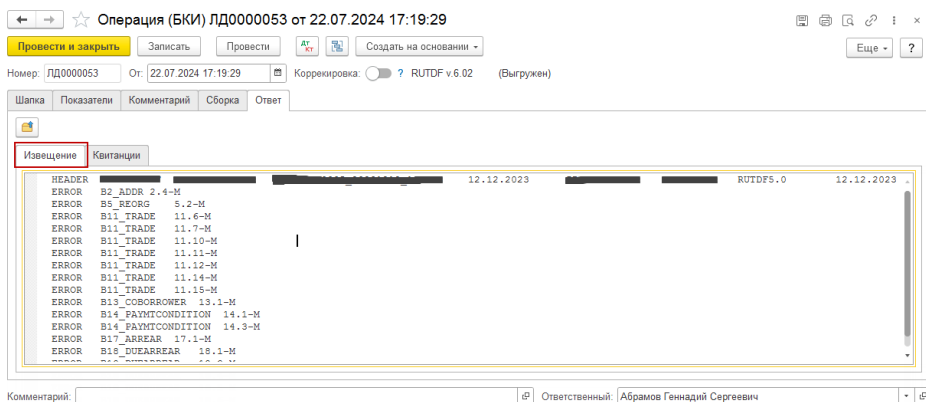 Операция (БКИ) ЛД0000053 от 22.07.2024 17:19:29
Провести и закрыть Записать Провести Дт Кт Создать на основании Еще ?
Номер: ЛД0000053 От: 22.07.2024 17:19:29 Коррекировка: ? RUTDF v.6.02 (Выгружен)
Шапка Показатели Комментарий Сборка Ответ
Извещение Квитанции
HEADER 12.12.2023 RUTDF5.0 12.12.2023
ERROR B2_ADDR 2.4-M
ERROR B5_REORG 5.2-M
ERROR B11_TRADE 11.6-M
ERROR B11_TRADE 11.7-M
ERROR B11_TRADE 11.10-M
ERROR B11_TRADE 11.11-M
ERROR B11_TRADE 11.12-M
ERROR B11_TRADE 11.14-M
ERROR B11_TRADE 11.15-M
ERROR B13_COBORROWER 13.1-M
ERROR B14_PAYMTCONDITION 14.1-M
ERROR B14_PAYMTCONDITION 14.3-M
ERROR B17_ARREAR 17.1-M
ERROR B18_DUEARREAR 18.1-M
Комментарий: Ответственный: Абрамов Геннадий Сергеевич